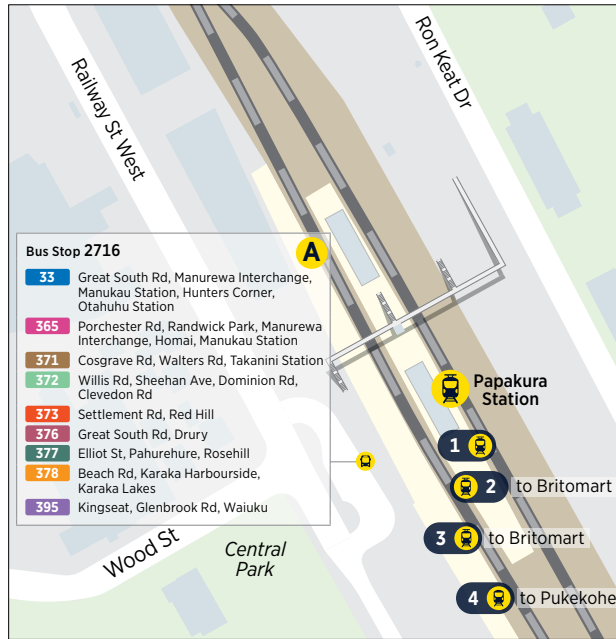 Railway St West
Ron Keat Dr
Bus Stop 2716
A
33 Great South Rd, Manurewa Interchange,
Manukau Station, Hunters Corner,
Otahuhu Station
365 Porchester Rd, Randwick Park, Manurewa
Interchange, Homai, Manukau Station
371 Cosgrave Rd, Walters Rd, Takanini Station
372 Willis Rd, Sheehan Ave, Dominion Rd,
Clevedon Rd
373 Settlement Rd, Red Hill
376 Great South Rd, Drury
377 Elliot St, Pahurehure, Rosehill
378 Beach Rd, Karaka Harbourside,
Karaka Lakes
395 Kingseat, Glenbrook Rd, Waiuku
Papakura
Station
1
2 to Britomart
3 to Britomart
4 to Pukekohe
Wood St
Central
Park